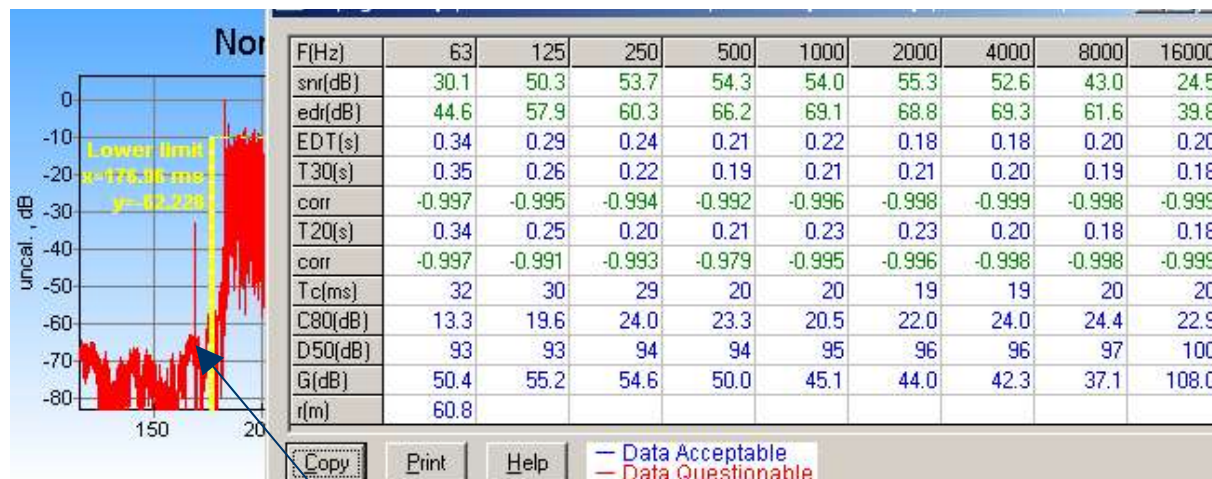 Nor
0
-10
-20
-30
-40
-50
-60
-70
-80
uncal. , dB
Lower limit
x=176.96 ms
150
20
F(Hz) 63 125 250 500 1000 2000 4000 8000 16000
snr(dB) 30.1 50.3 53.7 54.3 54.0 55.3 52.6 43.0 24.5
edr(dB) 44.6 57.9 60.3 66.2 69.1 68.8 69.3 61.6 39.8
EDT(s) 0.34 0.29 0.24 0.21 0.22 0.18 0.18 0.20 0.20
T30(s) 0.35 0.26 0.22 0.19 0.21 0.21 0.20 0.19 0.18
corr -0.997 -0.995 -0.994 -0.992 -0.996 -0.998 -0.999 -0.998 -0.999
T20(s) 0.34 0.25 0.20 0.21 0.23 0.23 0.20 0.18 0.18
corr -0.997 -0.991 -0.993 -0.979 -0.995 -0.996 -0.998 -0.998 -0.999
Tc(ms) 32 30 29 20 20 19 19 20 20
C80(dB) 13.3 19.6 24.0 23.3 20.5 22.0 24.0 24.4 22.9
D50(dB) 93 93 94 94 95 96 96 97 100
G(dB) 50.4 55.2 54.6 50.0 45.1 44.0 42.3 37.1 108.0
r(m) 60.8
Copy Print Help
Data Acceptable
Data Questionable